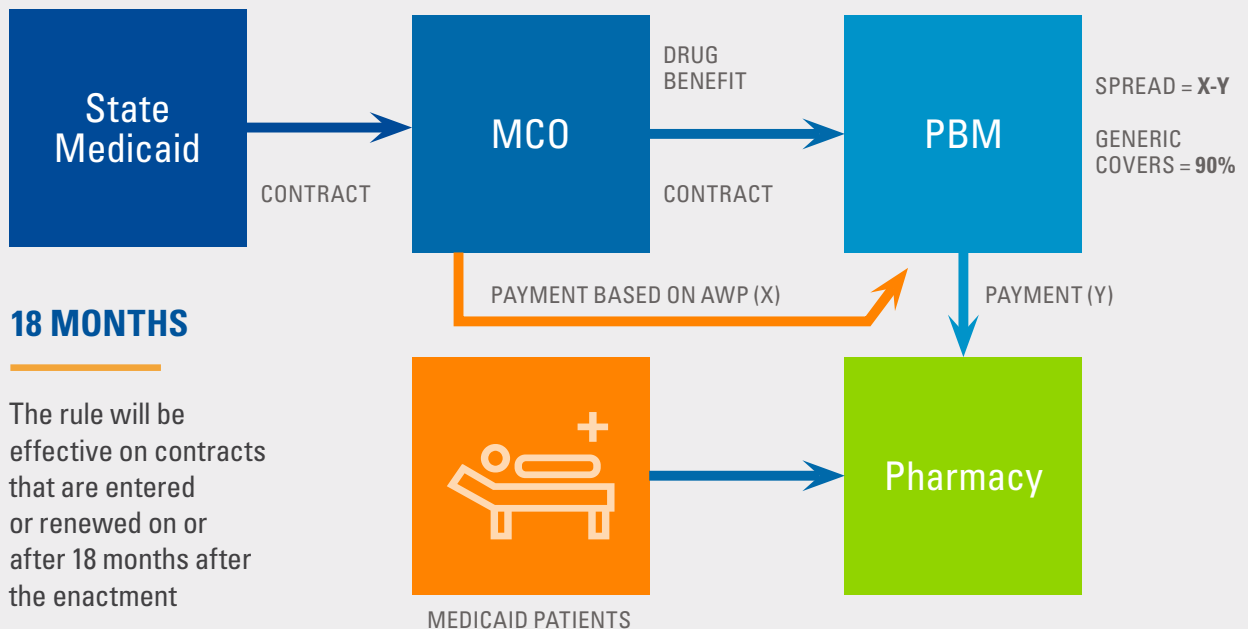 State
Medicaid
CONTRACT
MCO
DRUG
BENEFIT
CONTRACT
PBM
SPREAD = X-Y
GENERIC
COVERS = 90%
PAYMENT BASED ON AWP (X)
PAYMENT (Y)
18 MONTHS
The rule will be
effective on contracts
that are entered
or renewed on or
after 18 months after
the enactment
MEDICAID PATIENTS
Pharmacy